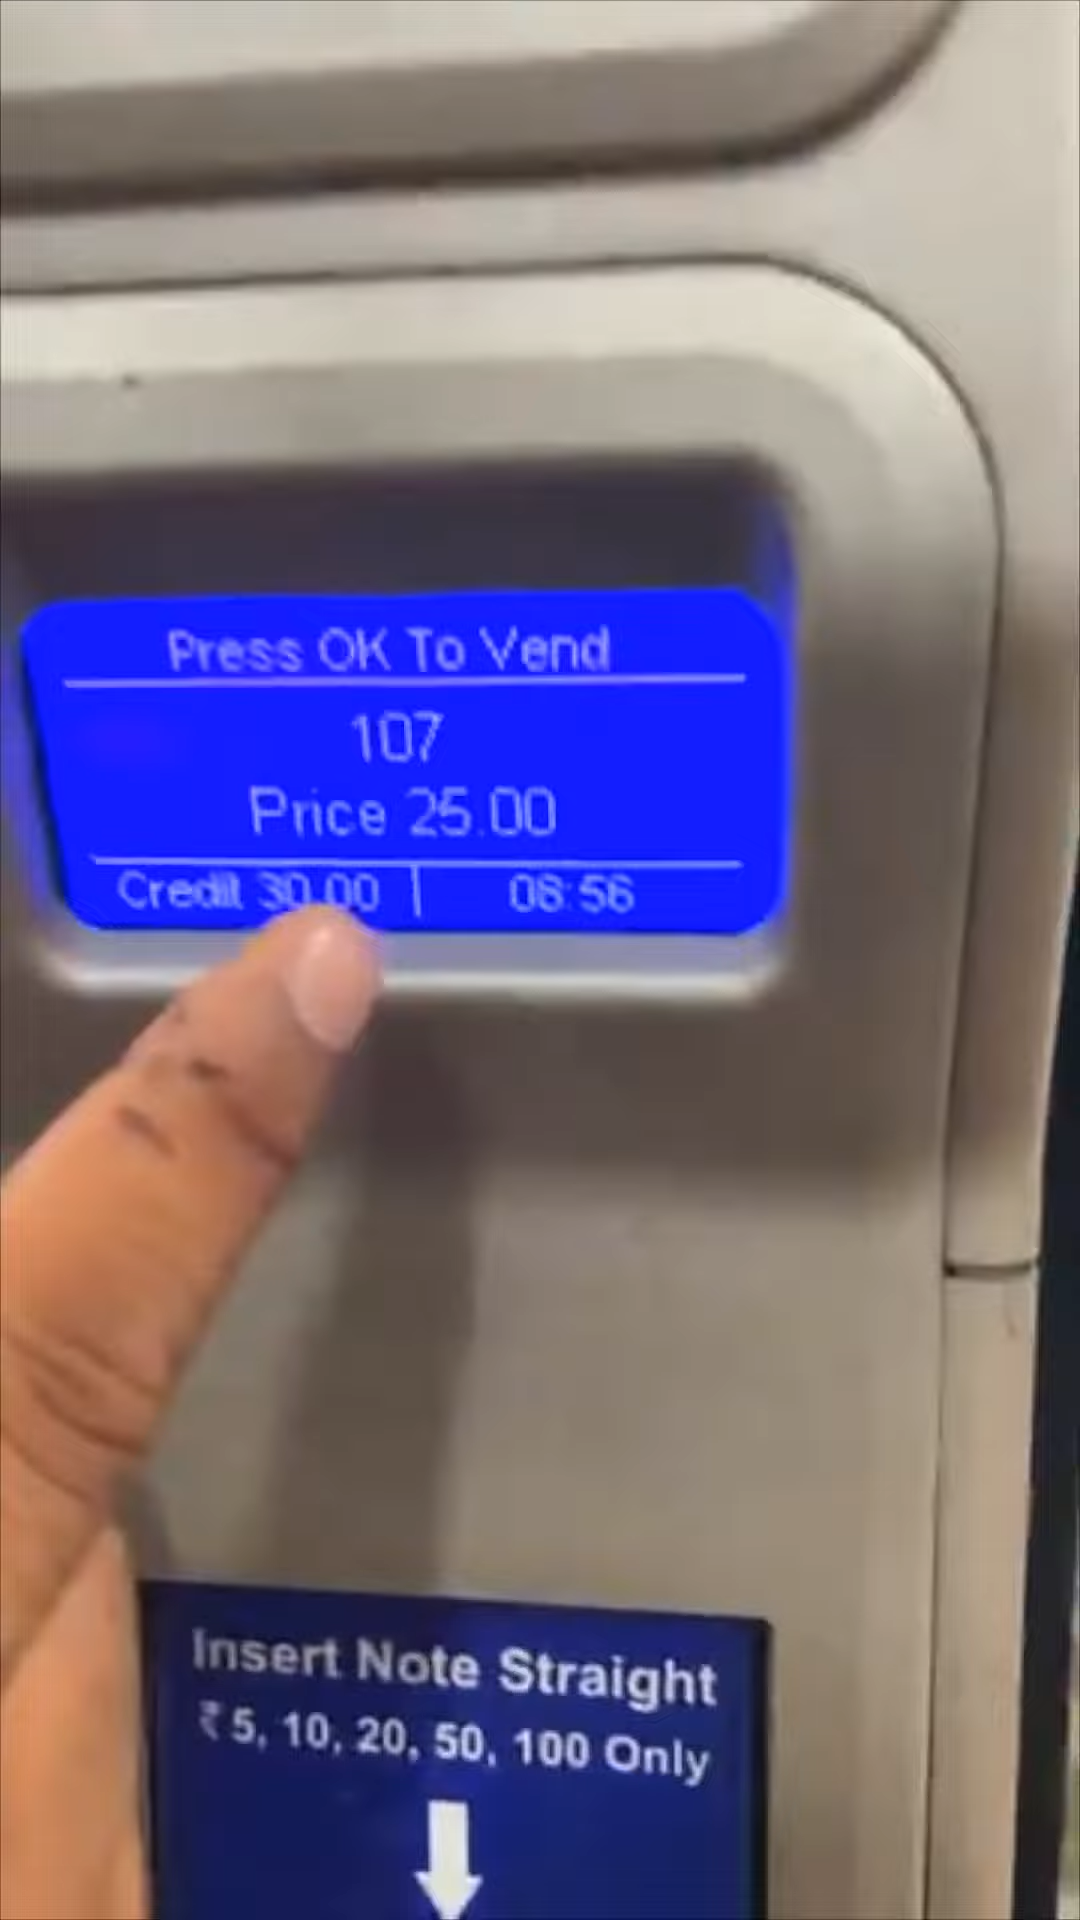 Press OK To Vend
107
Price 25.00
Credit 30.00 | 08:56
Insert Note Straight
₹ 5, 10, 20, 50, 100 Only